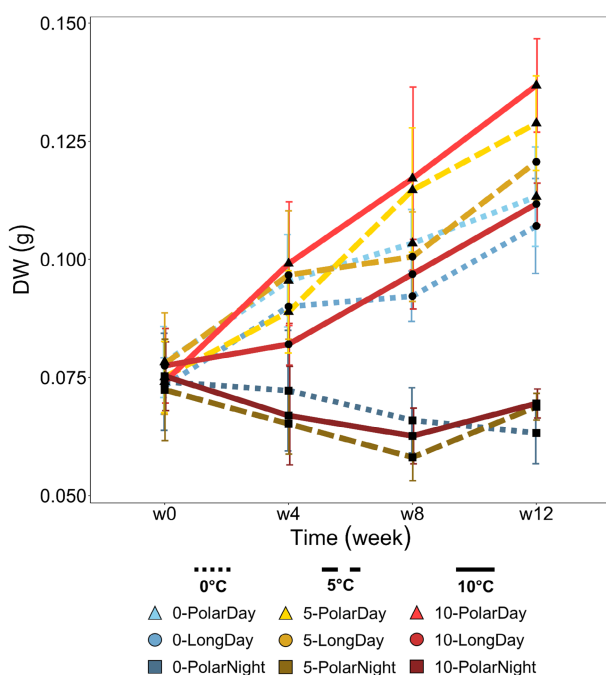 0.150
0.125
0.100
0.075
0.050
DW (g)
w0 w4 w8 w12
Time (week)
0°C 5°C 10°C
0-PolarDay 5-PolarDay 10-PolarDay
0-LongDay 5-LongDay 10-LongDay
0-PolarNight 5-PolarNight 10-PolarNight